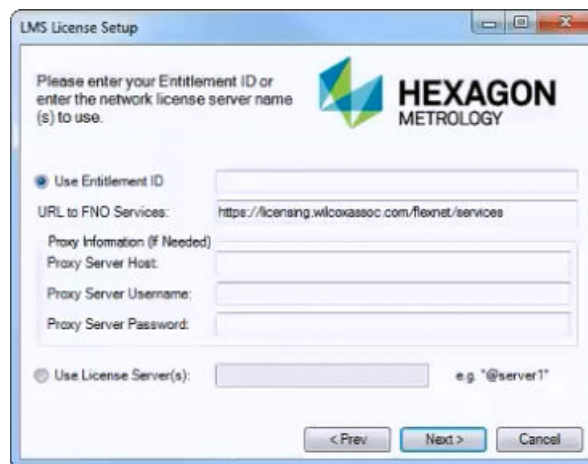 LMS License Setup
Please enter your Entitlement ID or
enter the network license server name
(s) to use.
HEXAGON
METROLOGY
Use Entitlement ID
URL to FNO Services: https://licensing.wilcoxassoc.com/flexnet/services
Proxy Information (If Needed)
Proxy Server Host:
Proxy Server Username:
Proxy Server Password:
Use License Server(s): e.g. "@server1"
< Prev Next > Cancel